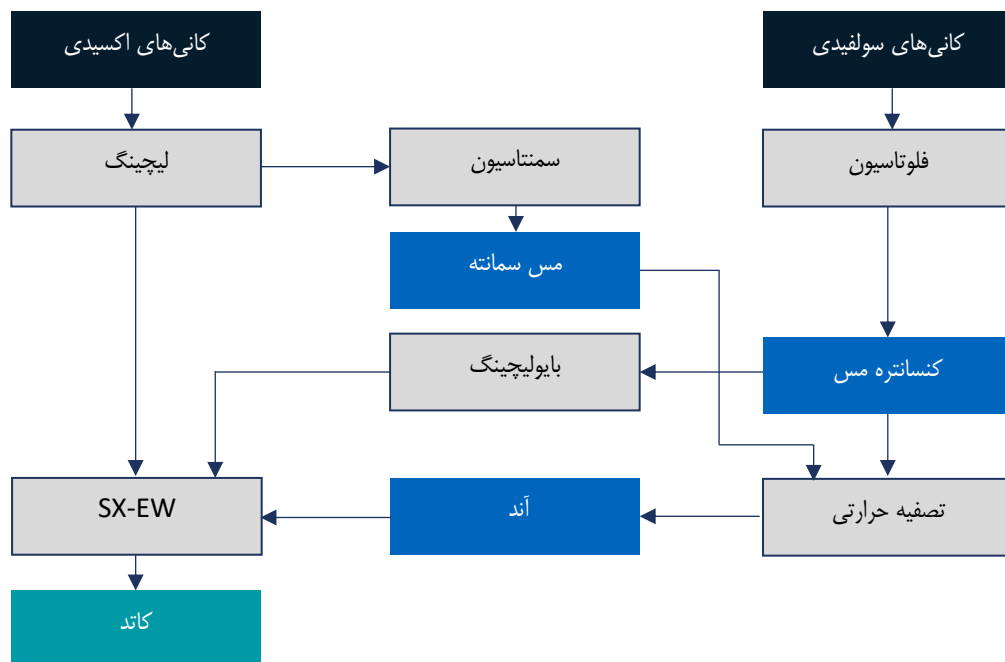 کانی‌های سولفیدی
کانی‌های اکسیدی
فلوتاسیون
سمنتاسیون
لیچینگ
مس سمانته
کنسانتره مس
بایولیچینگ
تصفیه حرارتی
آند
SX-EW
کاتد